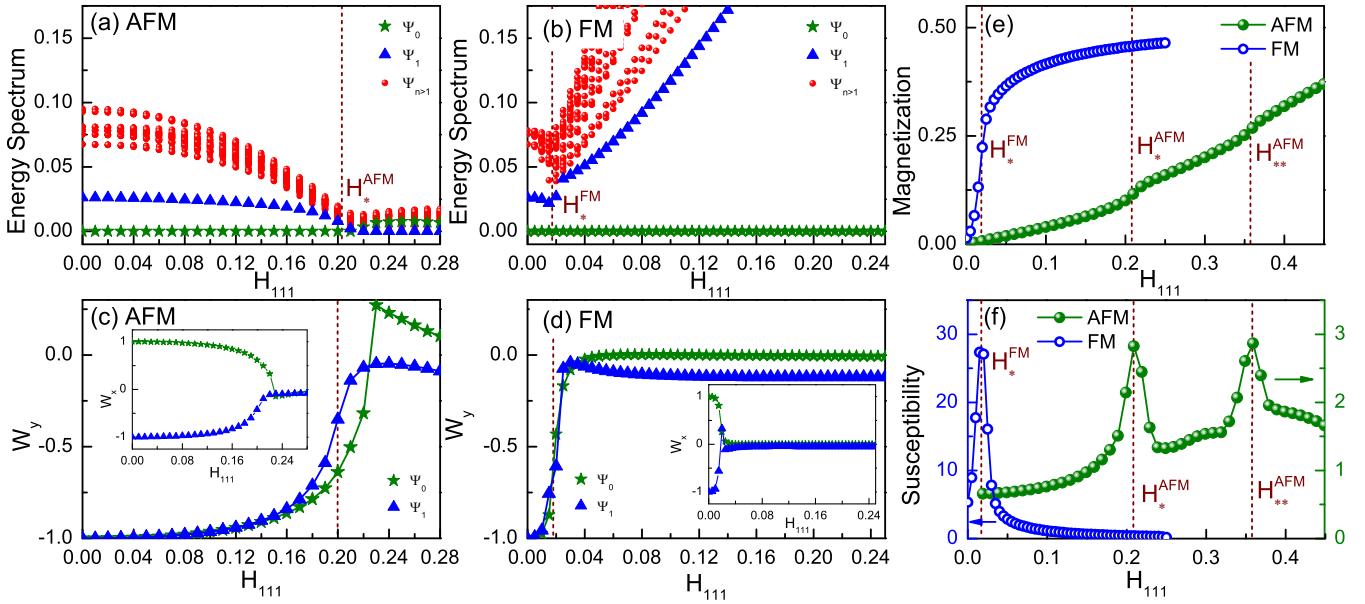 (a) AFM
Ψ0
Ψ1
Ψn>1
H*^AFM
Energy Spectrum
0.15
0.10
0.05
0.00
0.00 0.04 0.08 0.12 0.16 0.20 0.24 0.28
H111
(b) FM
Ψ0
Ψ1
Ψn>1
H*^FM
Energy Spectrum
0.15
0.10
0.05
0.00
0.00 0.04 0.08 0.12 0.16 0.20 0.24
H111
(e)
AFM
FM
H*^FM
H*^AFM
H**^AFM
Magnetization
0.50
0.25
0.00
0.0 0.1 0.2 0.3 0.4
H111
(c) AFM
Wy
0.0
-0.5
-1.0
0.00 0.04 0.08 0.12 0.16 0.20 0.24 0.28
H111
Ψ0
Ψ1
Wx
1
0
-1
0.00 0.08 0.16 0.24
H111
(d) FM
Wy
0.0
-0.5
-1.0
0.00 0.04 0.08 0.12 0.16 0.20 0.24
H111
Ψ0
Ψ1
Wx
1
0
-1
0.00 0.08 0.16 0.24
H111
(f)
AFM
FM
H*^FM
H*^AFM
H**^AFM
Susceptibility
35
30
20
10
0
3
2
1
0
0.0 0.1 0.2 0.3 0.4
H111